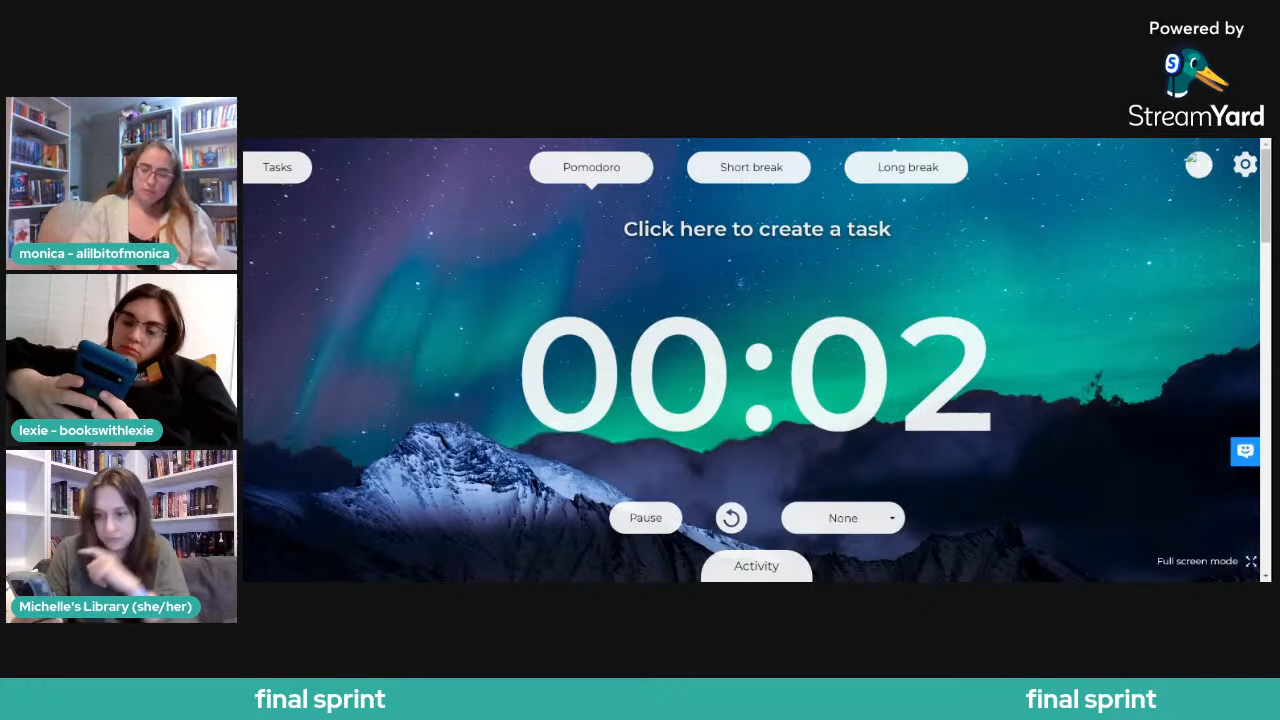 Powered by
StreamYard
monica - alilbitofmonica
lexie - bookswithlexie
Michelle's Library (she/her)
Tasks
Pomodoro
Short break
Long break
Click here to create a task
00:02
Pause
None
Activity
Full screen mode
final sprint
final sprint